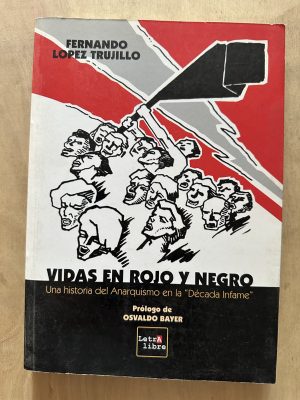 FERNANDO
LOPEZ TRUJILLO
VIDAS EN ROJO Y NEGRO
Una historia del Anarquismo en la "Década Infame"
Prólogo de
OSVALDO BAYER
LetrA
libre